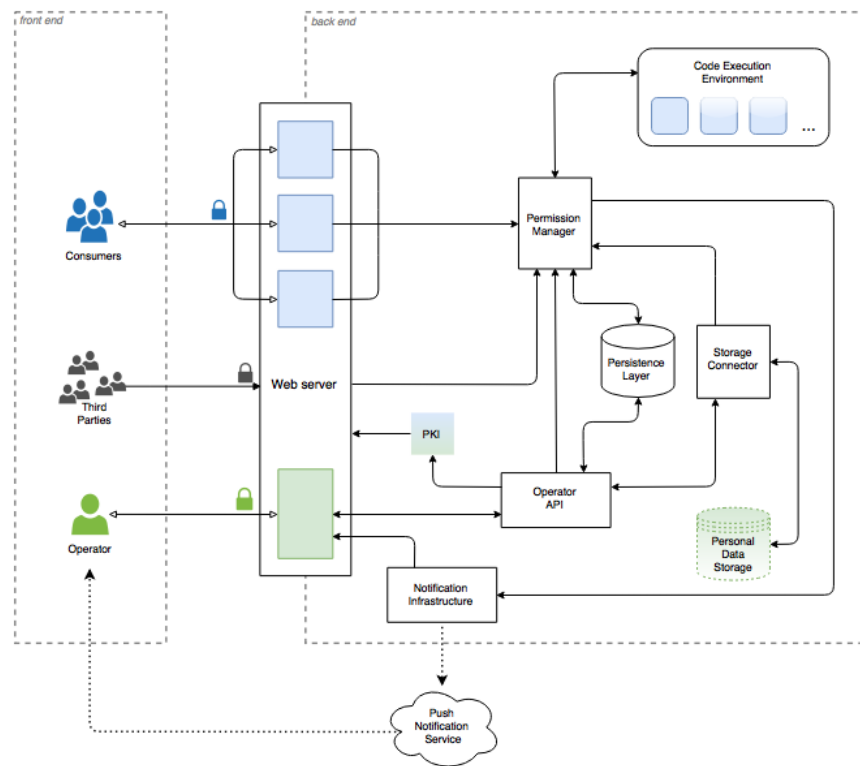 front end
back end
Code Execution
Environment
...
Permission
Manager
Consumers
Persistence
Layer
Storage
Connector
Web server
Third
Parties
PKI
Operator
API
Operator
Personal
Data
Storage
Notification
Infrastructure
Push
Notification
Service